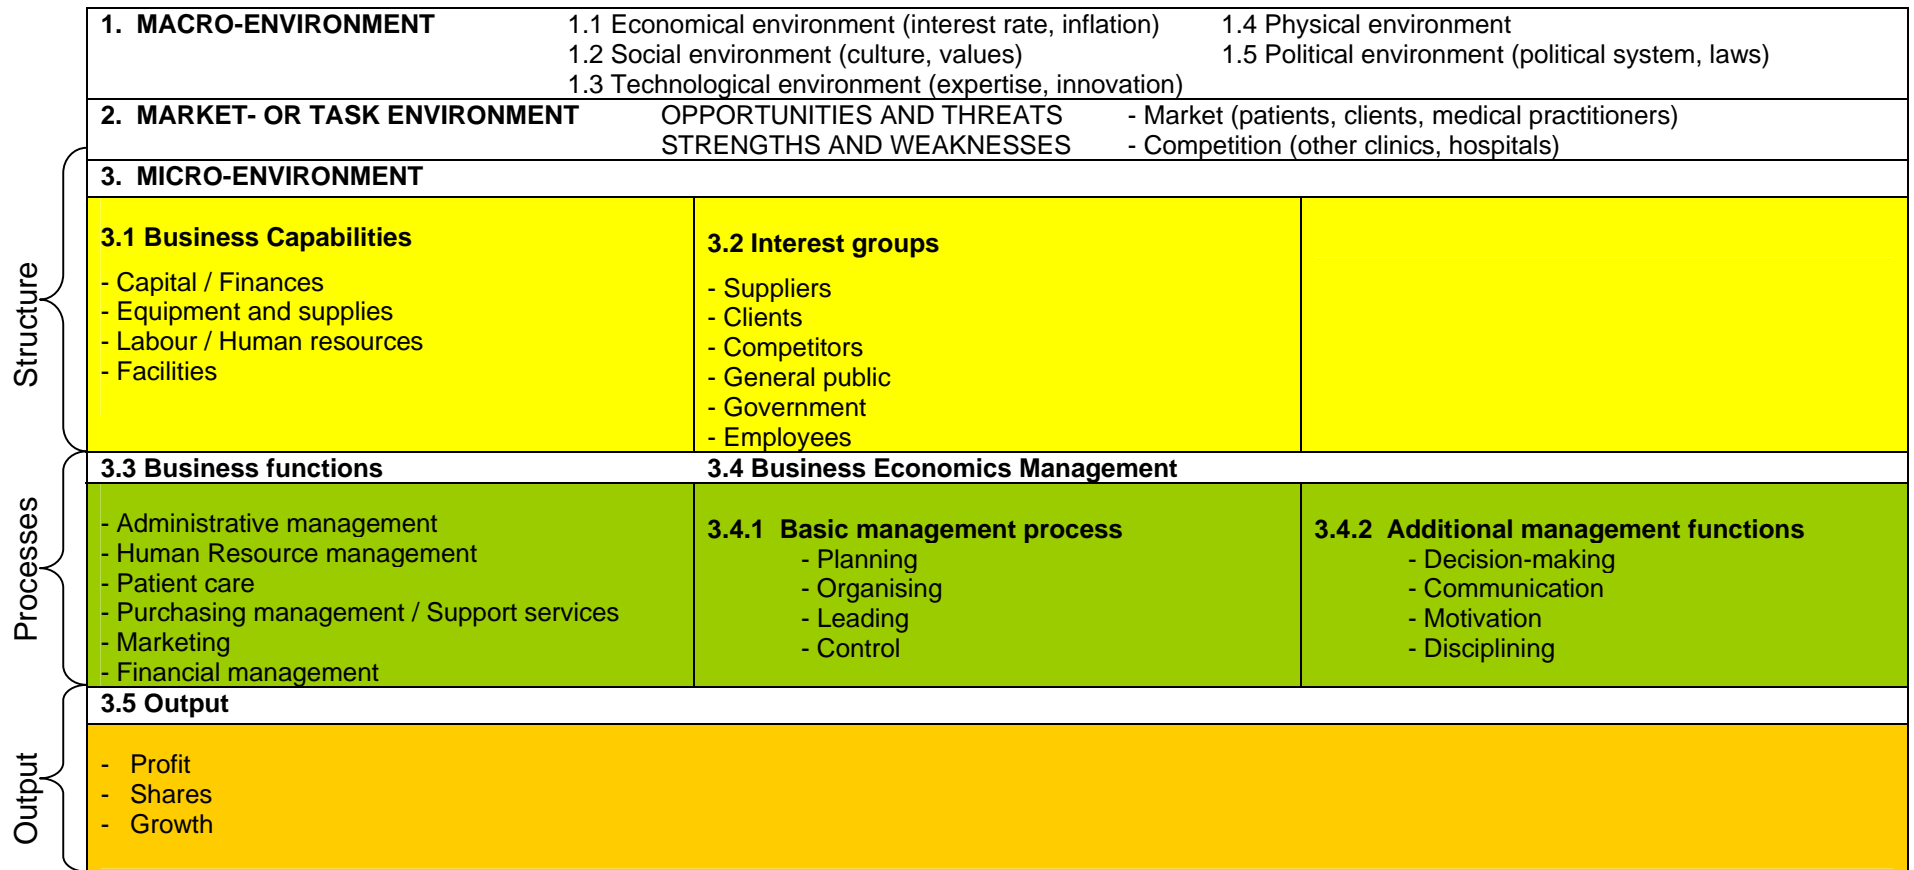 1. MACRO-ENVIRONMENT 1.1 Economical environment (interest rate, inflation) 1.4 Physical environment
1.2 Social environment (culture, values) 1.5 Political environment (political system, laws)
1.3 Technological environment (expertise, innovation)
2. MARKET- OR TASK ENVIRONMENT OPPORTUNITIES AND THREATS - Market (patients, clients, medical practitioners)
STRENGTHS AND WEAKNESSES - Competition (other clinics, hospitals)
Structure
3. MICRO-ENVIRONMENT
3.1 Business Capabilities
- Capital / Finances
- Equipment and supplies
- Labour / Human resources
- Facilities
3.2 Interest groups
- Suppliers
- Clients
- Competitors
- General public
- Government
- Employees
Processes
3.3 Business functions
- Administrative management
- Human Resource management
- Patient care
- Purchasing management / Support services
- Marketing
- Financial management
3.4 Business Economics Management
3.4.1 Basic management process
- Planning
- Organising
- Leading
- Control
3.4.2 Additional management functions
- Decision-making
- Communication
- Motivation
- Disciplining
Output
3.5 Output
- Profit
- Shares
- Growth